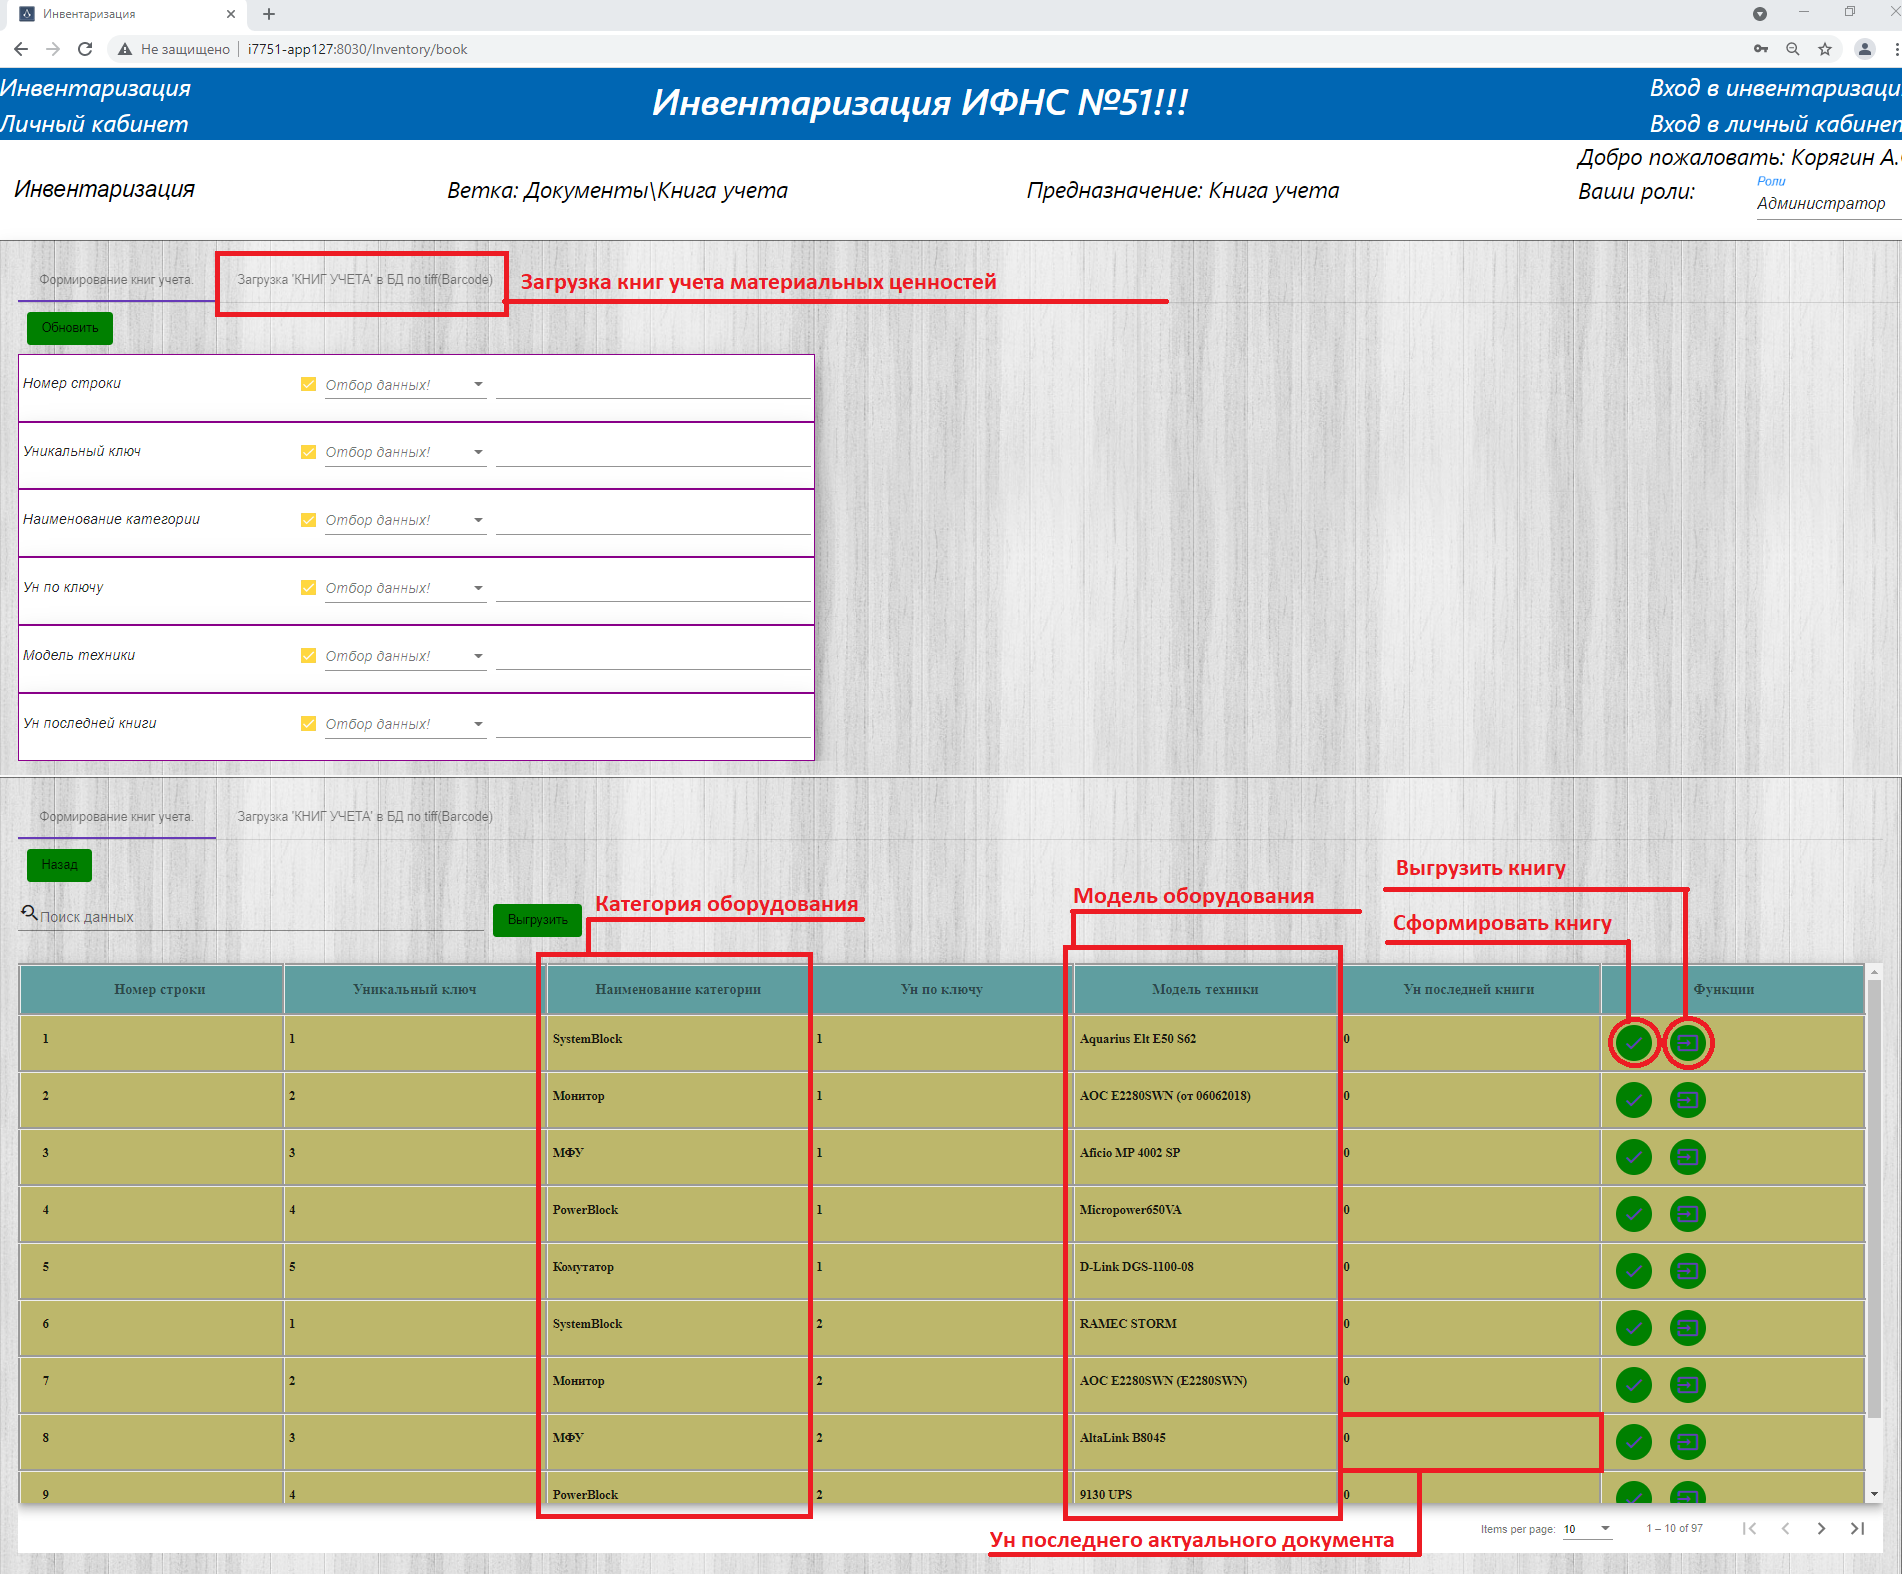 Инвентаризация
Не защищено
i7751-app127:8030/Inventory/book
Инвентаризация
Личный кабинет
Инвентаризация ИФНС №51!!!
Вход в инвентаризаци
Вход в личный кабинет
Добро пожаловать: Корягин А.
Инвентаризация
Ветка: Документы\Книга учета
Предназначение: Книга учета
Ваши роли:
Роли
Администратор
Формирование книг учета.
Загрузка 'КНИГ УЧЕТА' в БД по tiff(Barcode)
Загрузка книг учета материальных ценностей
Обновить
Номер строки Отбор данных!
Уникальный ключ Отбор данных!
Наименование категории Отбор данных!
Ун по ключу Отбор данных!
Модель техники Отбор данных!
Ун последней книги Отбор данных!
Формирование книг учета.
Загрузка 'КНИГ УЧЕТА' в БД по tiff(Barcode)
Назад
Поиск данных
Выгрузить
Категория оборудования
Модель оборудования
Выгрузить книгу
Сформировать книгу
Номер строки Уникальный ключ Наименование категории Ун по ключу Модель техники Ун последней книги Функции
1 1 SystemBlock 1 Aquarius Elt E50 S62 0
2 2 Монитор 1 AOC E2280SWN (от 06062018) 0
3 3 МФУ 1 Aficio MP 4002 SP 0
4 4 PowerBlock 1 Micropower650VA 0
5 5 Комутатор 1 D-Link DGS-1100-08 0
6 1 SystemBlock 2 RAMEC STORM 0
7 2 Монитор 2 AOC E2280SWN (E2280SWN) 0
8 3 МФУ 2 AltaLink B8045 0
9 4 PowerBlock 2 9130 UPS 0
Ун последнего актуального документа
Items per page: 10 1 – 10 of 97